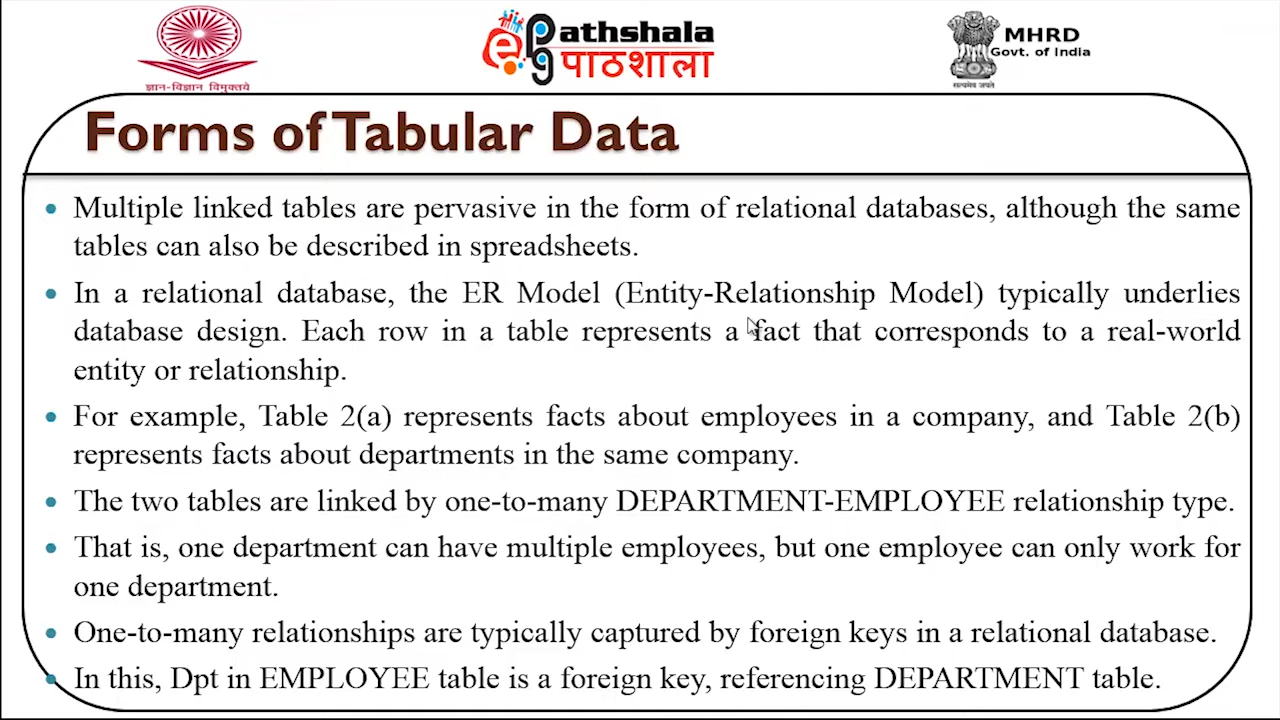 ज्ञान-विज्ञान विमुक्तये
ePG Pathshala
पाठशाला
MHRD
Govt. of India
सत्यमेव जयते
Forms of Tabular Data
• Multiple linked tables are pervasive in the form of relational databases, although the same
tables can also be described in spreadsheets.
• In a relational database, the ER Model (Entity-Relationship Model) typically underlies
database design. Each row in a table represents a fact that corresponds to a real-world
entity or relationship.
• For example, Table 2(a) represents facts about employees in a company, and Table 2(b)
represents facts about departments in the same company.
• The two tables are linked by one-to-many DEPARTMENT-EMPLOYEE relationship type.
• That is, one department can have multiple employees, but one employee can only work for
one department.
• One-to-many relationships are typically captured by foreign keys in a relational database.
• In this, Dpt in EMPLOYEE table is a foreign key, referencing DEPARTMENT table.